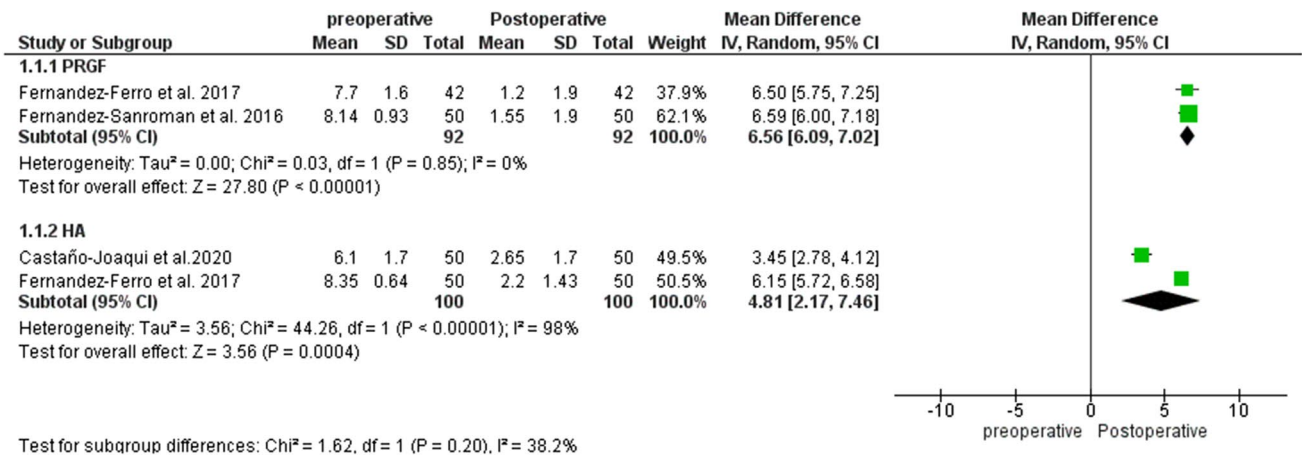 preoperative Postoperative Mean Difference Mean Difference
Study or Subgroup Mean SD Total Mean SD Total Weight IV, Random, 95% CI IV, Random, 95% CI
1.1.1 PRGF
Fernandez-Ferro et al. 2017 7.7 1.6 42 1.2 1.9 42 37.9% 6.50 [5.75, 7.25]
Fernandez-Sanroman et al. 2016 8.14 0.93 50 1.55 1.9 50 62.1% 6.59 [6.00, 7.18]
Subtotal (95% CI) 92 92 100.0% 6.56 [6.09, 7.02]
Heterogeneity: Tau² = 0.00; Chi² = 0.03, df = 1 (P = 0.85); I² = 0%
Test for overall effect: Z = 27.80 (P < 0.00001)
1.1.2 HA
Castaño-Joaqui et al.2020 6.1 1.7 50 2.65 1.7 50 49.5% 3.45 [2.78, 4.12]
Fernandez-Ferro et al. 2017 8.35 0.64 50 2.2 1.43 50 50.5% 6.15 [5.72, 6.58]
Subtotal (95% CI) 100 100 100.0% 4.81 [2.17, 7.46]
Heterogeneity: Tau² = 3.56; Chi² = 44.26, df = 1 (P < 0.00001); I² = 98%
Test for overall effect: Z = 3.56 (P = 0.0004)
-10 -5 0 5 10
preoperative Postoperative
Test for subgroup differences: Chi² = 1.62, df = 1 (P = 0.20), I² = 38.2%